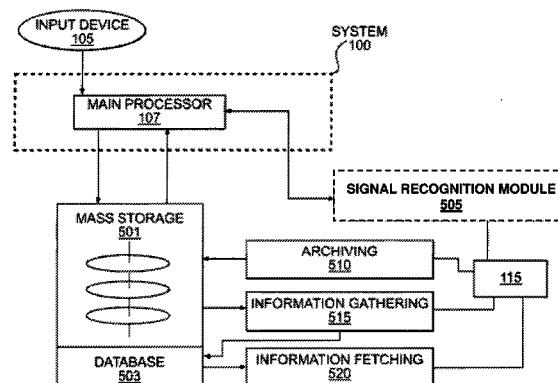 INPUT DEVICE
105
SYSTEM
100
MAIN PROCESSOR
107
SIGNAL RECOGNITION MODULE
505
MASS STORAGE
501
ARCHIVING
510
115
INFORMATION GATHERING
515
DATABASE
503
INFORMATION FETCHING
520